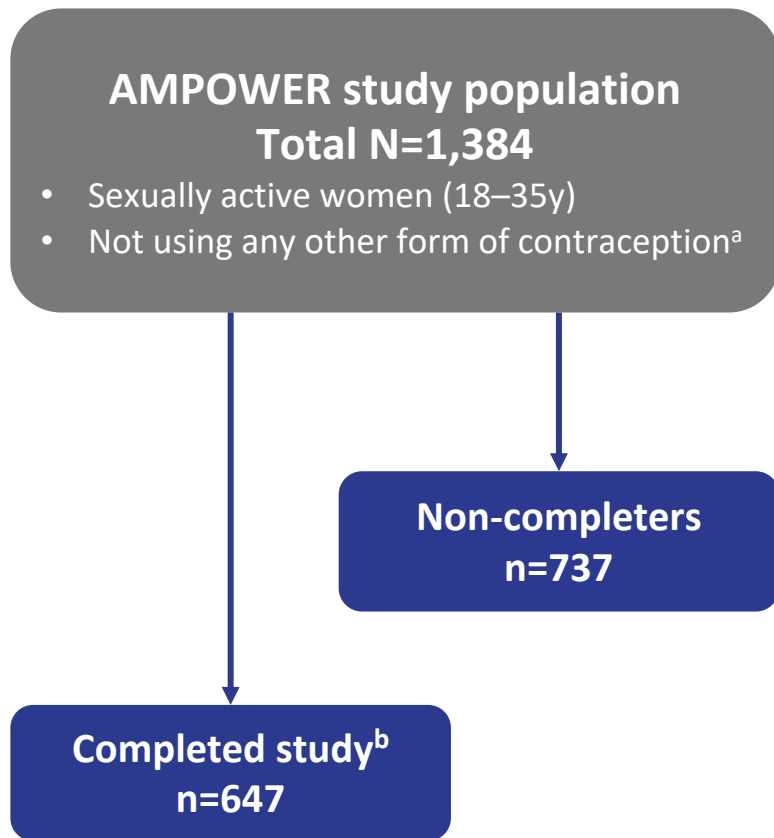 AMPOWER study population
Total N=1,384
• Sexually active women (18–35y)
• Not using any other form of contraceptionᵃ
Non-completers
n=737
Completed studyᵇ
n=647